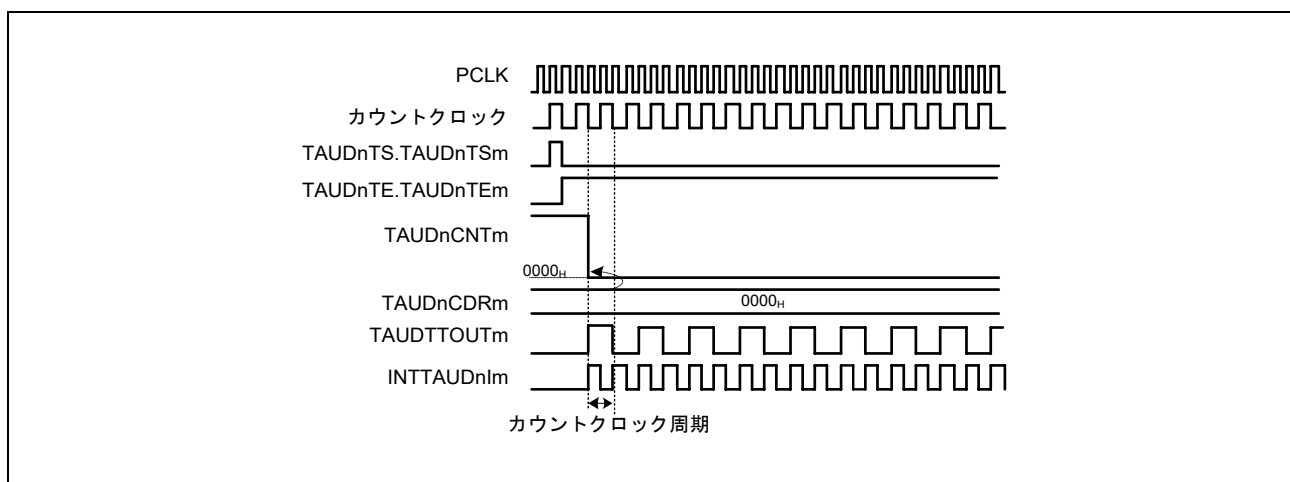 PCLK
カウントクロック
TAUDnTS.TAUDnTSm
TAUDnTE.TAUDnTEm
TAUDnCNTm
0000H
TAUDnCDRm
0000H
TAUDTTOUTm
INTTAUDnIm
カウントクロック周期